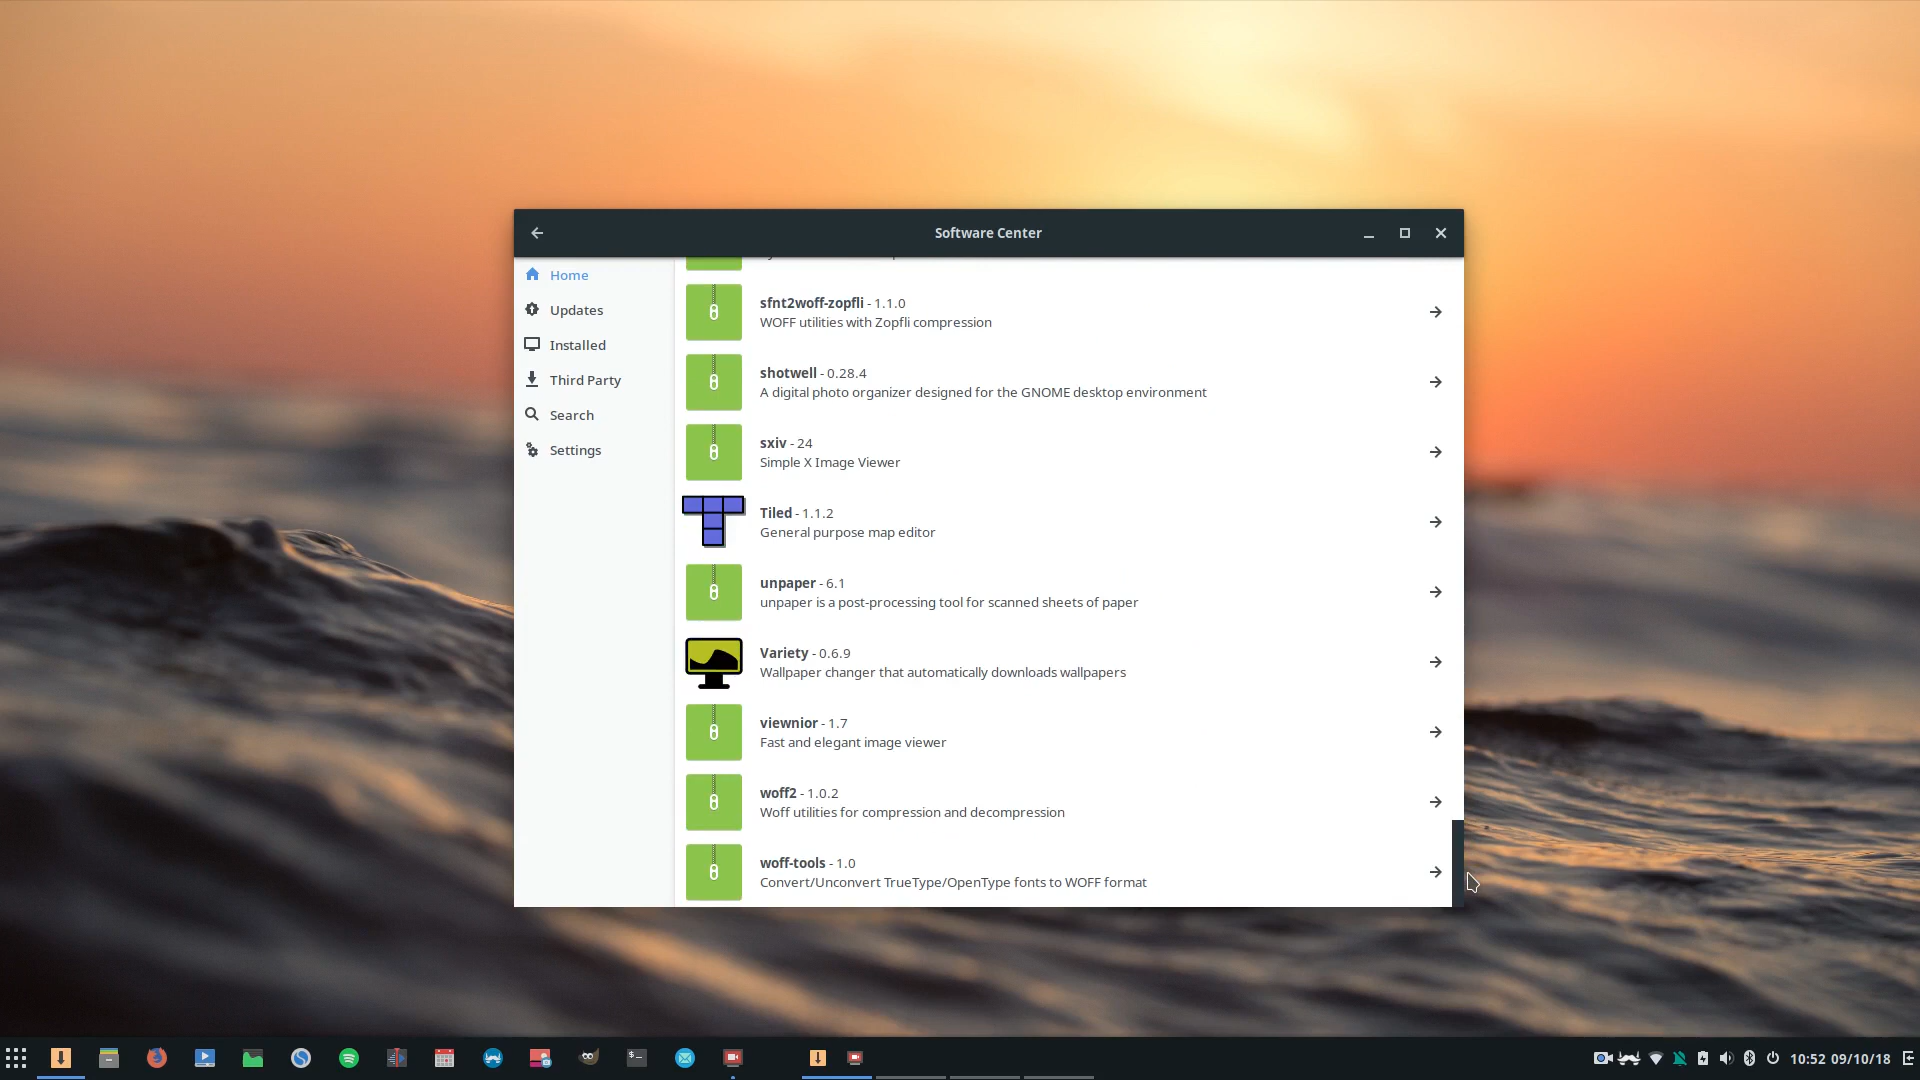 Software Center
Home
Updates
Installed
Third Party
Search
Settings
sfnt2woff-zopfli - 1.1.0
WOFF utilities with Zopfli compression
shotwell - 0.28.4
A digital photo organizer designed for the GNOME desktop environment
sxiv - 24
Simple X Image Viewer
Tiled - 1.1.2
General purpose map editor
unpaper - 6.1
unpaper is a post-processing tool for scanned sheets of paper
Variety - 0.6.9
Wallpaper changer that automatically downloads wallpapers
viewnior - 1.7
Fast and elegant image viewer
woff2 - 1.0.2
Woff utilities for compression and decompression
woff-tools - 1.0
Convert/Unconvert TrueType/OpenType fonts to WOFF format
10:52 09/10/18